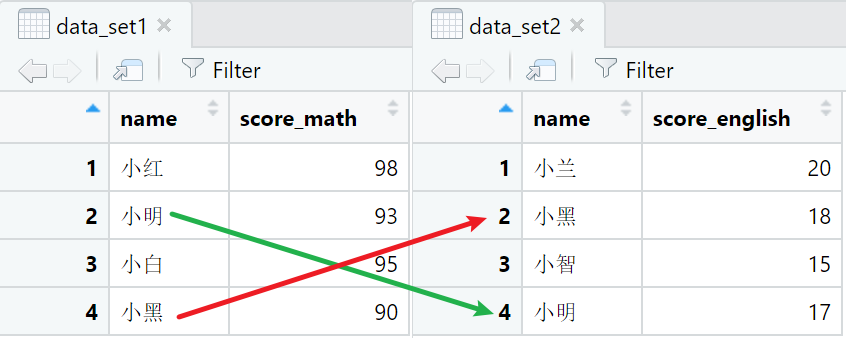 data_set1
Filter
name score_math
1 小红 98
2 小明 93
3 小白 95
4 小黑 90
data_set2
Filter
name score_english
1 小兰 20
2 小黑 18
3 小智 15
4 小明 17